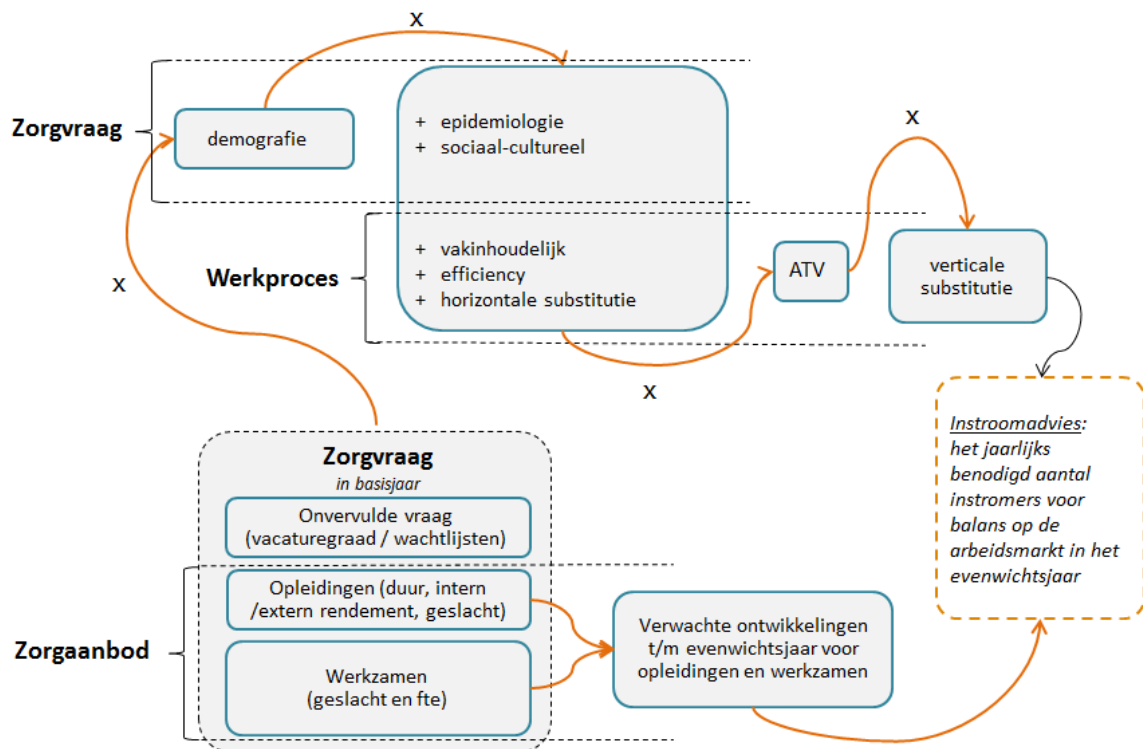 x
x
Zorgvraag
demografie
+ epidemiologie
+ sociaal-cultureel
Werkproces
+ vakinhoudelijk
+ efficiency
+ horizontale substitutie
ATV
verticale
substitutie
x
x
Zorgvraag
in basisjaar
Onvervulde vraag
(vacaturegraad / wachtlijsten)
Opleidingen (duur, intern
/extern rendement, geslacht)
Zorgaanbod
Werkzamen
(geslacht en fte)
Verwachte ontwikkelingen
t/m evenwichtsjaar voor
opleidingen en werkzamen
Instroomadvies:
het jaarlijks
benodigd aantal
instromers voor
balans op de
arbeidsmarkt in het
evenwichtsjaar